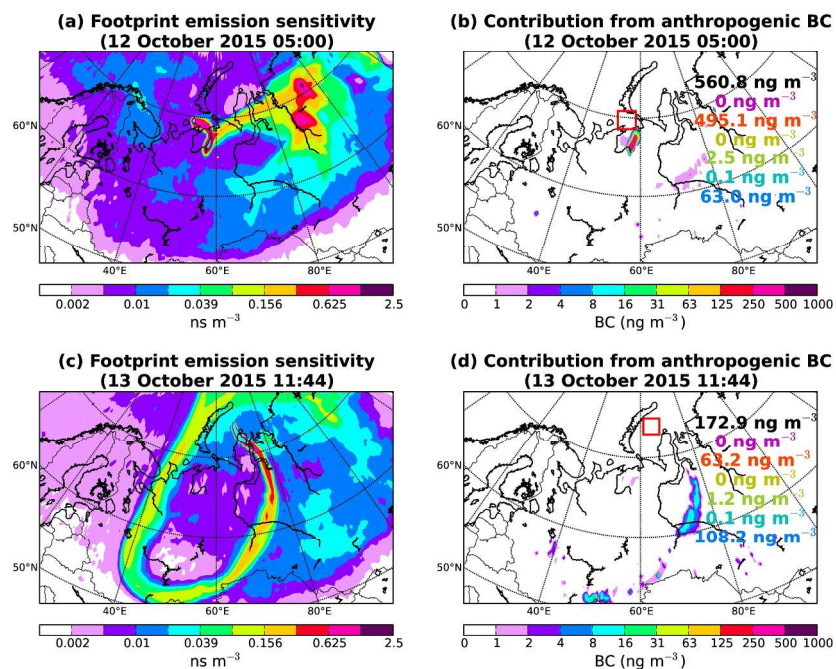 (a) Footprint emission sensitivity
(12 October 2015 05:00)
60°N
50°N
40°E
60°E
80°E
0.002 0.01 0.039 0.156 0.625 2.5
ns m⁻³
(b) Contribution from anthropogenic BC
(12 October 2015 05:00)
560.8 ng m⁻³
0 ng m⁻³
495.1 ng m⁻³
0 ng m⁻³
2.5 ng m⁻³
0.1 ng m⁻³
63.0 ng m⁻³
60°N
50°N
40°E
60°E
80°E
0 1 2 4 8 16 31 63 125 250 500 1000
BC (ng m⁻³)
(c) Footprint emission sensitivity
(13 October 2015 11:44)
60°N
50°N
40°E
60°E
80°E
0.002 0.01 0.039 0.156 0.625 2.5
ns m⁻³
(d) Contribution from anthropogenic BC
(13 October 2015 11:44)
172.9 ng m⁻³
0 ng m⁻³
63.2 ng m⁻³
0 ng m⁻³
1.2 ng m⁻³
0.1 ng m⁻³
108.2 ng m⁻³
60°N
50°N
40°E
60°E
80°E
0 1 2 4 8 16 31 63 125 250 500 1000
BC (ng m⁻³)